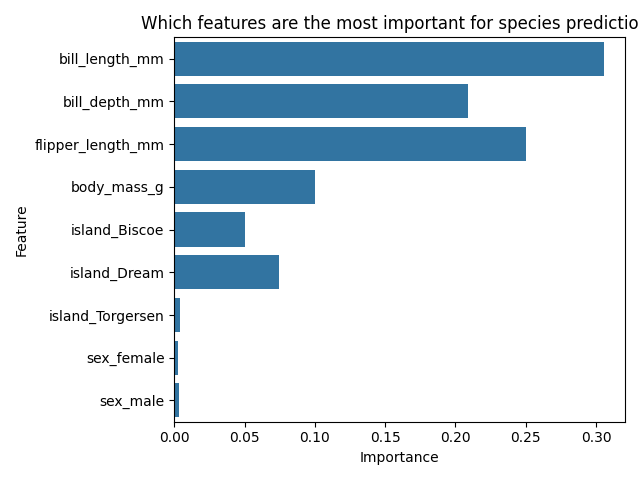 Which features are the most important for species predictio
bill_length_mm
bill_depth_mm
flipper_length_mm
body_mass_g
island_Biscoe
island_Dream
island_Torgersen
sex_female
sex_male
Feature
0.00 0.05 0.10 0.15 0.20 0.25 0.30
Importance